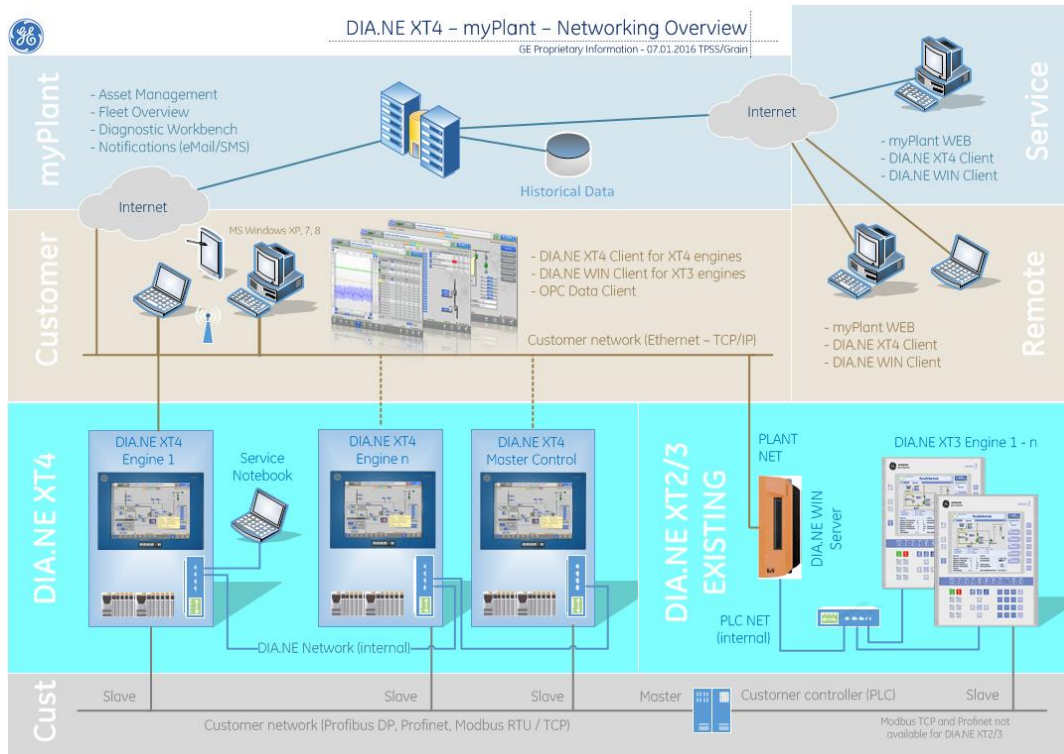 DIA.NE XT4 – myPlant – Networking Overview
GE Proprietary Information - 07.01.2016 TPSS/Grain
myPlant
- Asset Management
- Fleet Overview
- Diagnostic Workbench
- Notifications (eMail/SMS)
Historical Data
Internet
Internet
Service
- myPlant WEB
- DIA.NE XT4 Client
- DIA.NE WIN Client
Customer
MS Windows XP, 7, 8
- DIA.NE XT4 Client for XT4 engines
- DIA.NE WIN Client for XT3 engines
- OPC Data Client
Customer network (Ethernet – TCP/IP)
Remote
- myPlant WEB
- DIA.NE XT4 Client
- DIA.NE WIN Client
DIA.NE XT4
DIA.NE XT4
Engine 1
Service
Notebook
DIA.NE XT4
Engine n
DIA.NE XT4
Master Control
DIA.NE Network (internal)
DIA.NE XT2/3
EXISTING
PLANT
NET
DIA.NE WIN
Server
DIA.NE XT3 Engine 1 - n
PLC NET
(internal)
Cust
Slave
Slave
Slave
Master
Customer controller (PLC)
Slave
Customer network (Profibus DP, Profinet, Modbus RTU / TCP)
Modbus TCP and Profinet not
available for DIA.NE XT2/3